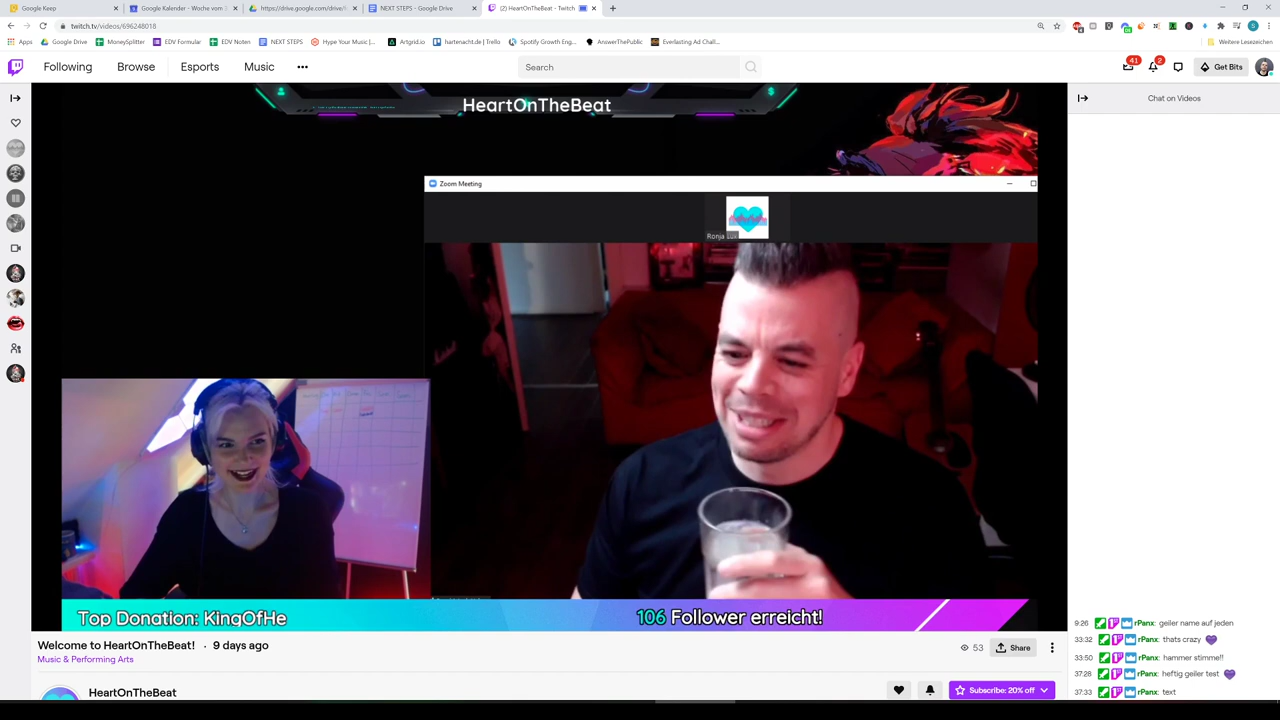 Google Keep
Google Kalender - Woche vom
https://drive.google.com/drive/
NEXT STEPS - Google Drive
(2) HeartOnTheBeat - Twitch
twitch.tv/videos/696248018
Apps
Google Drive
MoneySplitter
EDV Formular
EDV Noten
NEXT STEPS
Hype Your Music |...
Artgrid.io
hartenacht.de | Trello
Spotify Growth Eng...
AnswerThePublic
Everlasting Ad Chall...
Weitere Lesezeichen
Following
Browse
Esports
Music
Search
41
2
Get Bits
HeartOnTheBeat
Chat on Videos
Zoom Meeting
Ronja Lux
Top Donation: KingOfHe
106 Follower erreicht!
Welcome to HeartOnTheBeat! · 9 days ago
53
Share
Music & Performing Arts
HeartOnTheBeat
Subscribe: 20% off
9:26 rPanx: geiler name auf jeden
33:32 rPanx: thats crazy
33:50 rPanx: hammer stimme!!
37:28 rPanx: heftig geiler test
37:33 rPanx: text